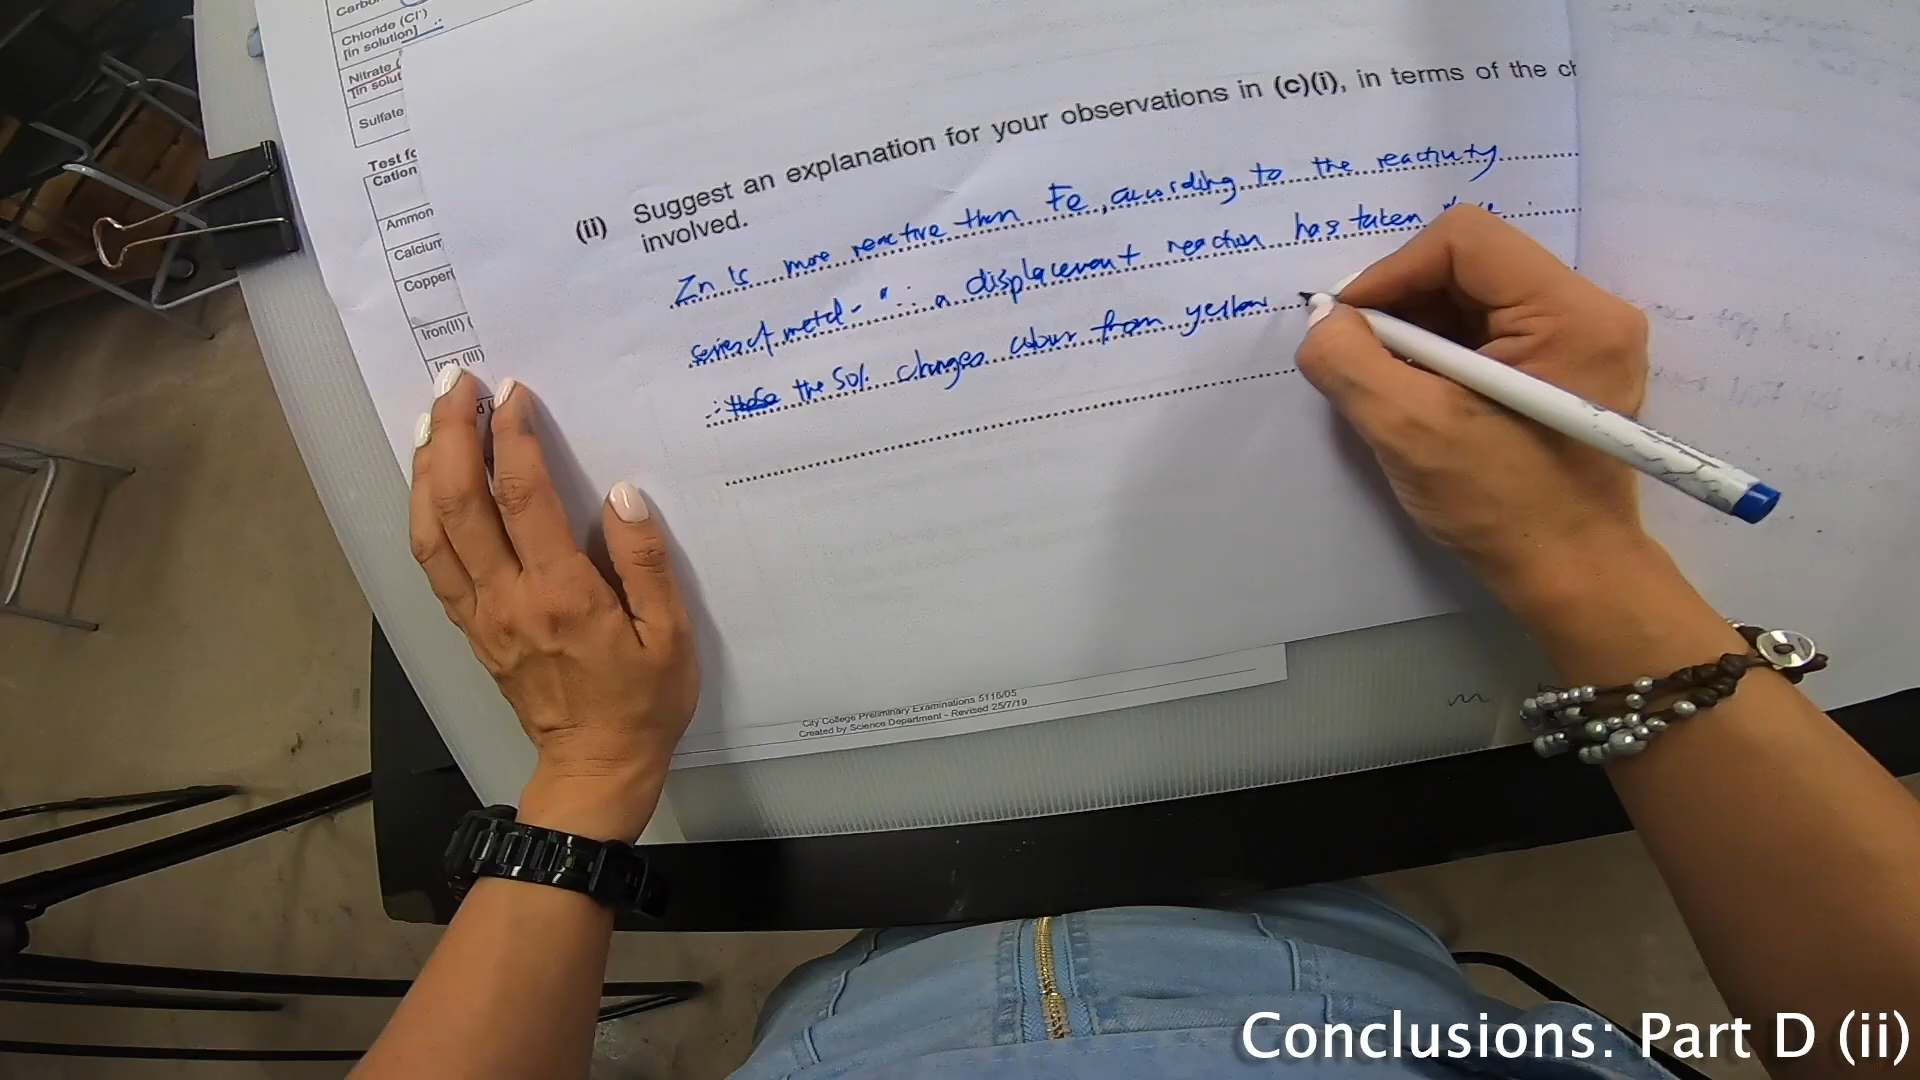 Carbo
Chloride (Cl⁻)
[in solution]
Nitrate (
[in solut
Sulfate
Test fo
Cation
Ammon
Calcium
Copper(
Iron(II) (
Iron (III)
(ii) Suggest an explanation for your observations in (c)(i), in terms of the ch
involved.
Zn is more reactive than Fe, according to the reactivity
series of metal. ∴ a displacement reaction has taken place.
∴ the sol. changes colour from yellow
City College Preliminary Examinations 5116/05
Created by Science Department - Revised 25/7/19
Conclusions: Part D (ii)